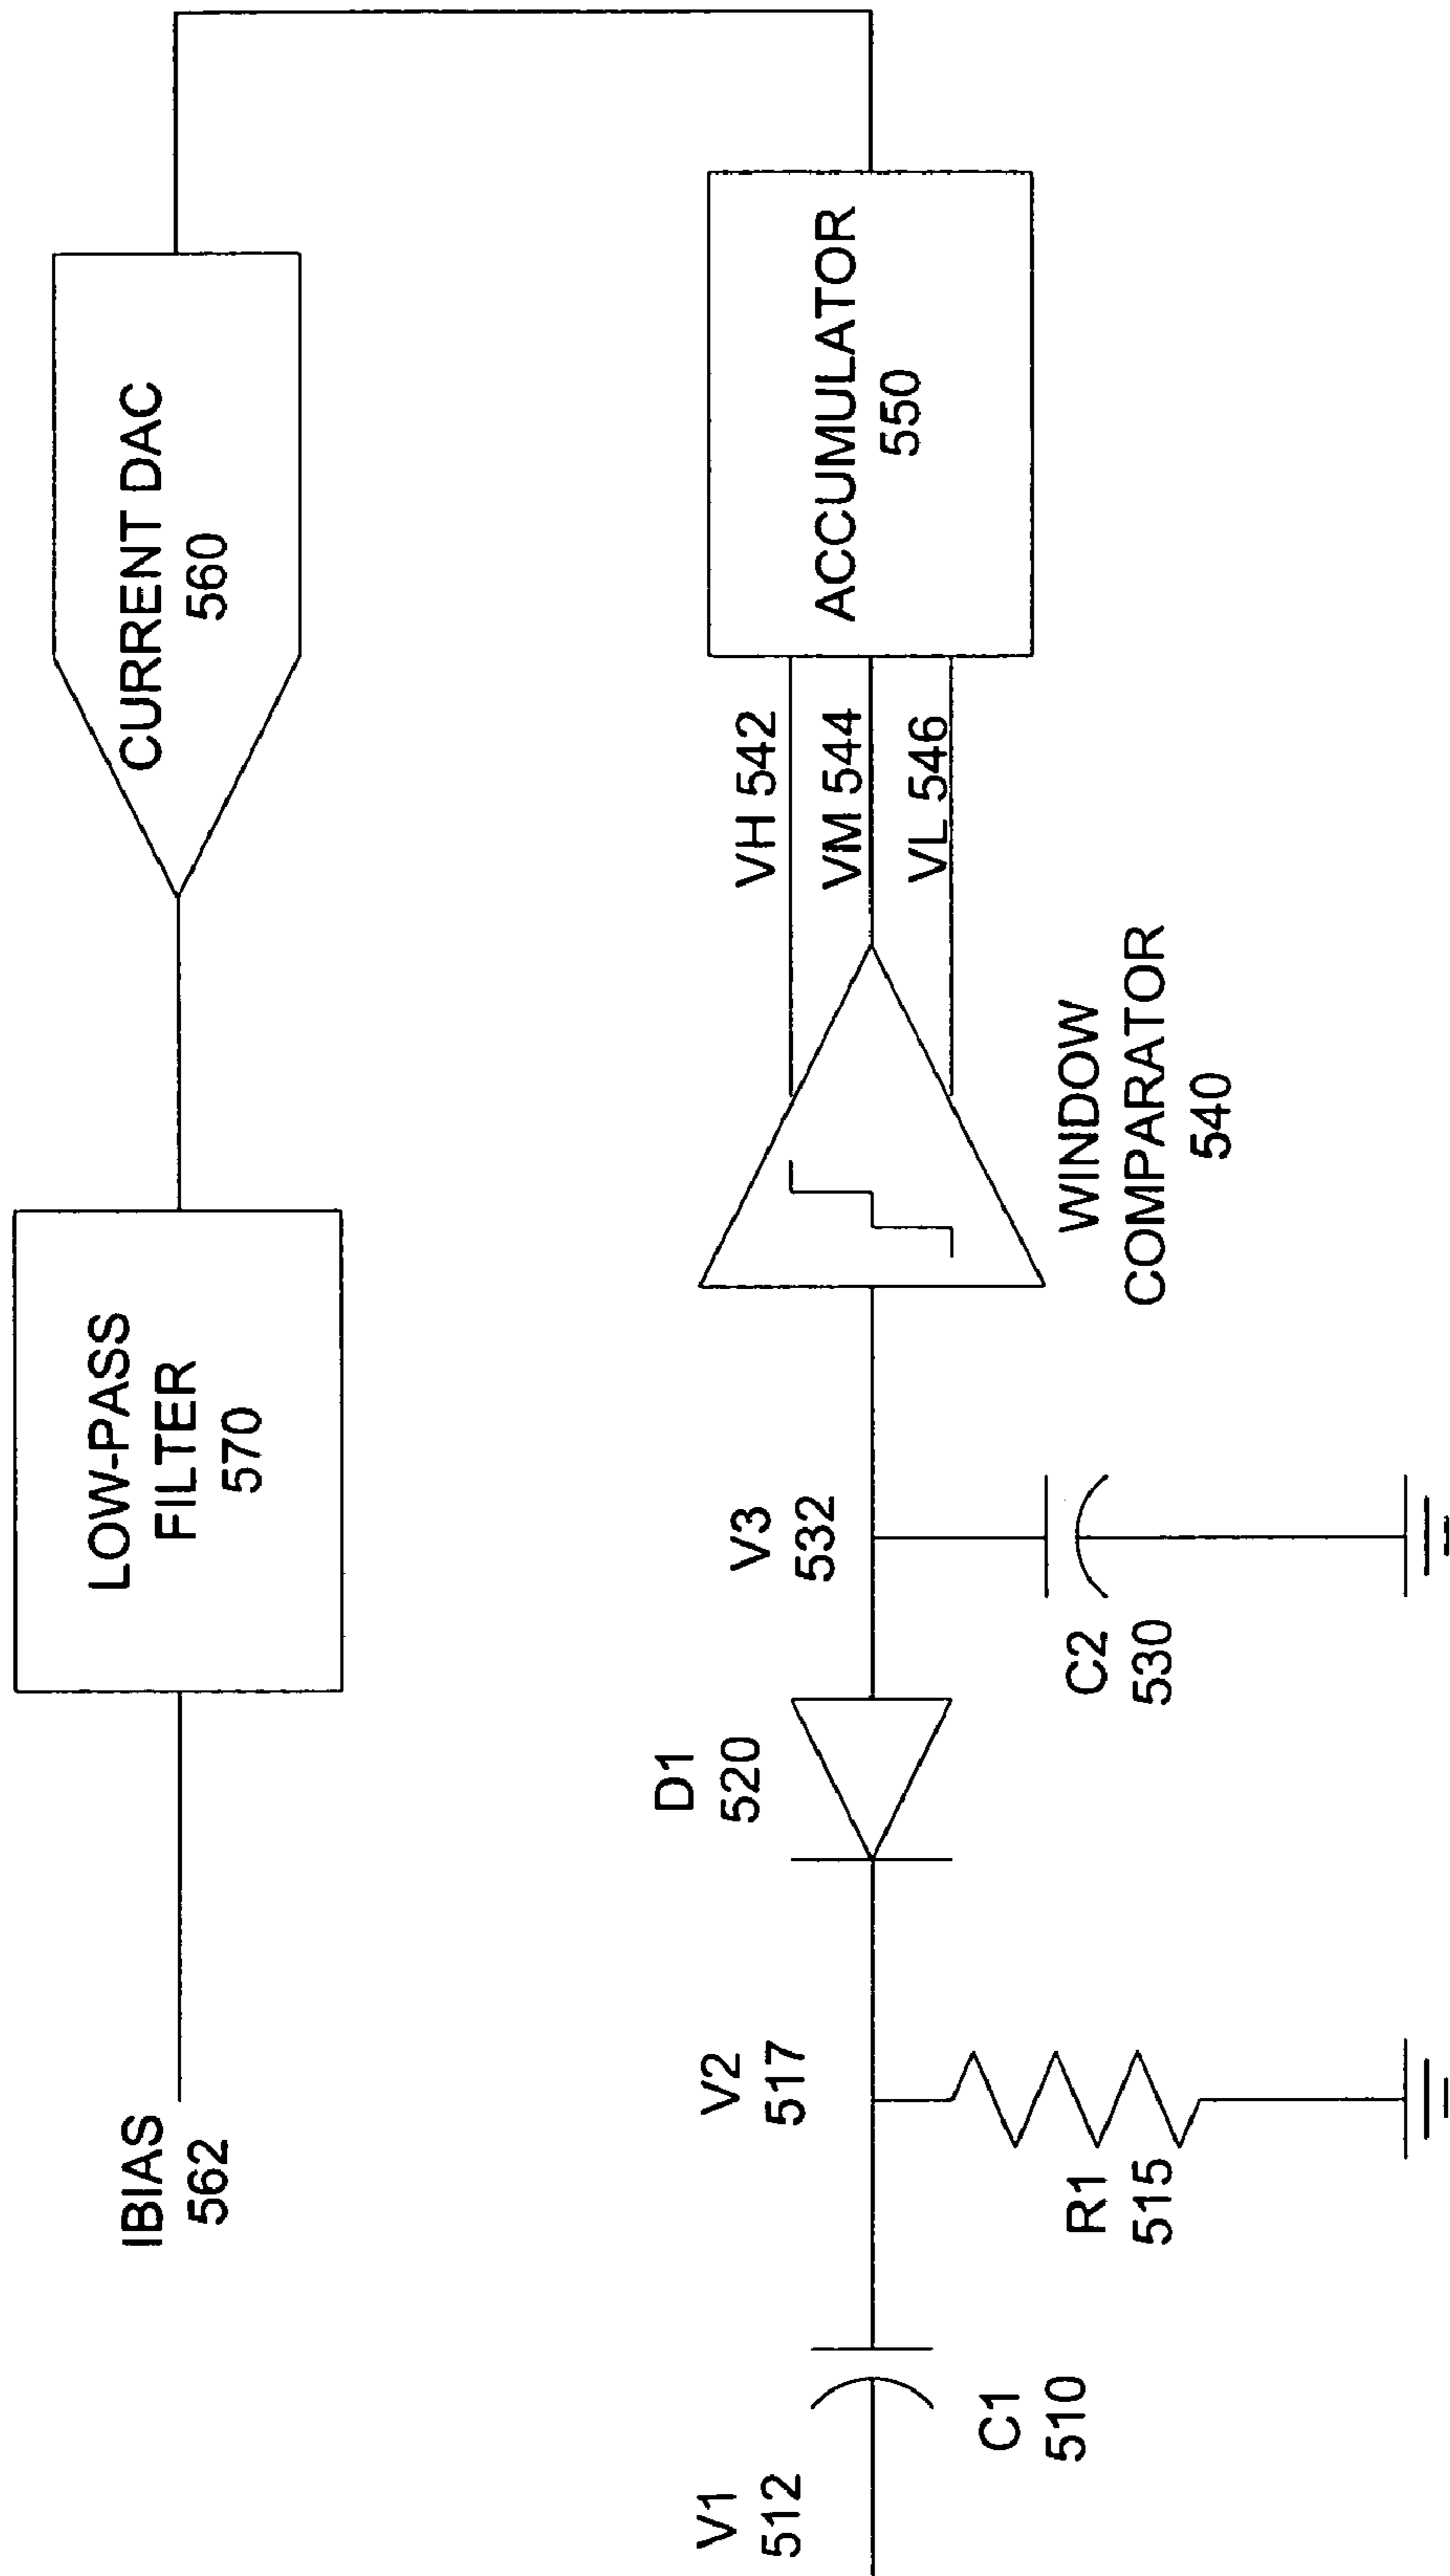 IBIAS
562
LOW-PASS
FILTER
570
CURRENT DAC
560
V1
512
C1
510
V2
517
R1
515
D1
520
V3
532
C2
530
WINDOW
COMPARATOR
540
VH 542
VM 544
VL 546
ACCUMULATOR
550